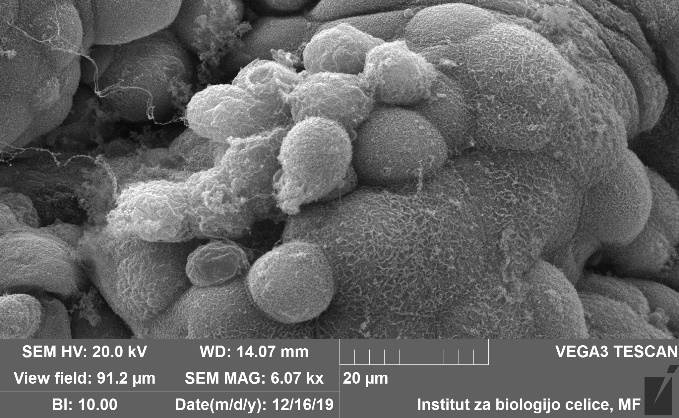 SEM HV: 20.0 kV WD: 14.07 mm VEGA3 TESCAN
View field: 91.2 µm SEM MAG: 6.07 kx 20 µm
BI: 10.00 Date(m/d/y): 12/16/19 Institut za biologijo celice, MF